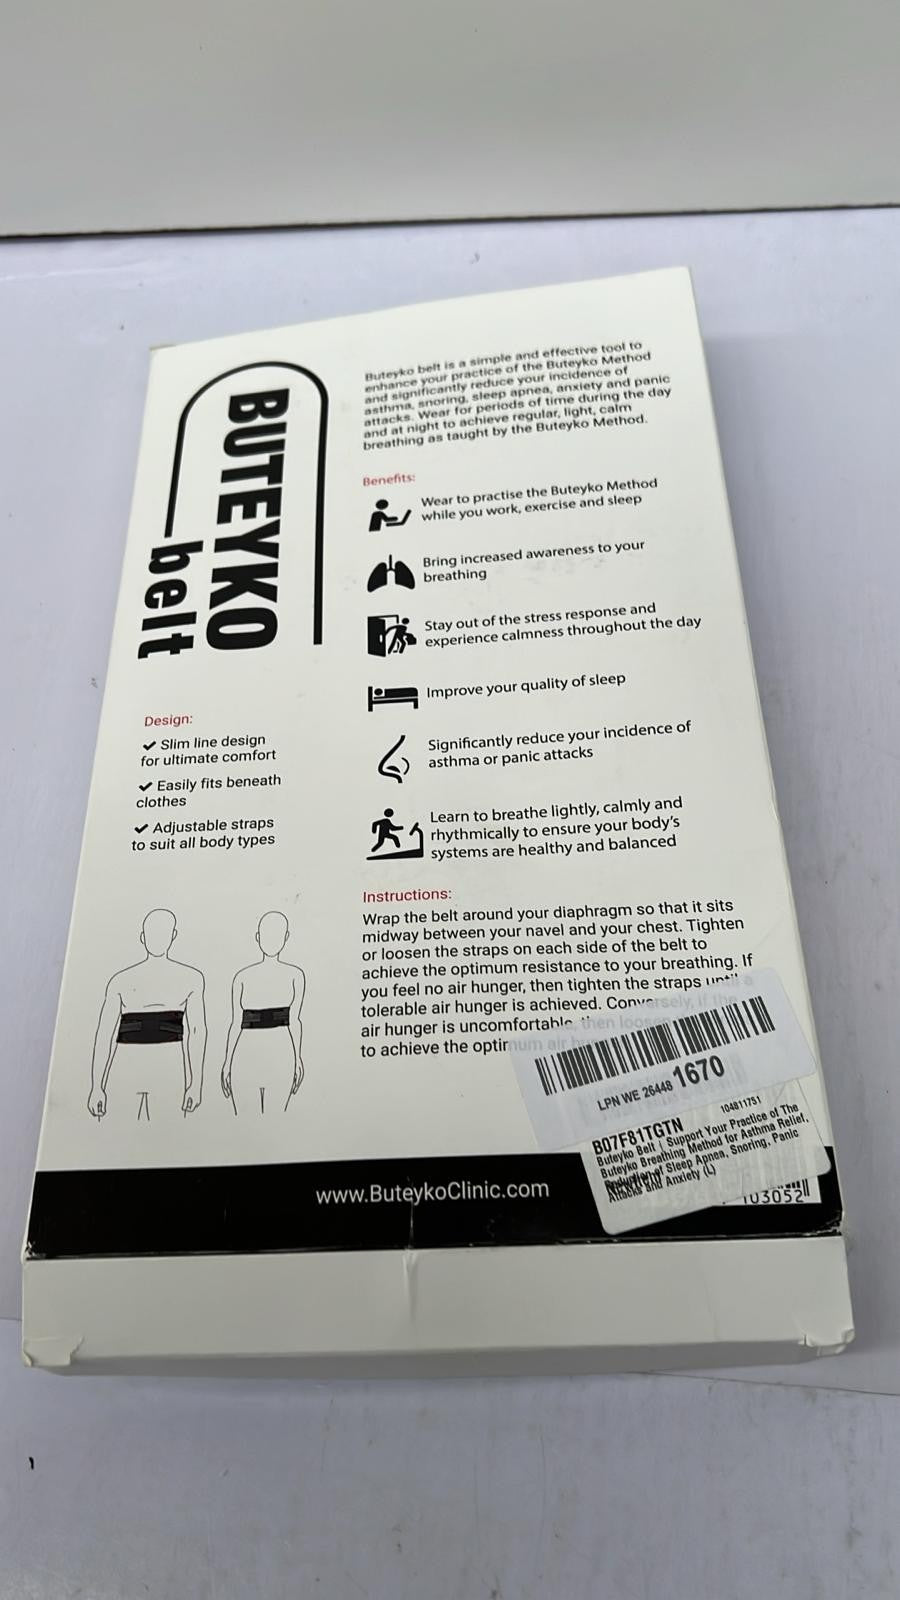 BUTEYKO
belt
Buteyko belt is a simple and effective tool to
enhance your practice of the Buteyko Method
and significantly reduce your incidence of
asthma, snoring, sleep apnea, anxiety and panic
attacks. Wear for periods of time during the day
and at night to achieve regular, light, calm
breathing as taught by the Buteyko Method.
Benefits:
Wear to practise the Buteyko Method
while you work, exercise and sleep
Bring increased awareness to your
breathing
Stay out of the stress response and
experience calmness throughout the day
Improve your quality of sleep
Significantly reduce your incidence of
asthma or panic attacks
Learn to breathe lightly, calmly and
rhythmically to ensure your body's
systems are healthy and balanced
Design:
✔ Slim line design
for ultimate comfort
✔ Easily fits beneath
clothes
✔ Adjustable straps
to suit all body types
Instructions:
Wrap the belt around your diaphragm so that it sits
midway between your navel and your chest. Tighten
or loosen the straps on each side of the belt to
achieve the optimum resistance to your breathing. If
you feel no air hunger, then tighten the straps until a
tolerable air hunger is achieved. Conversely, if the
air hunger is uncomfortable, then loosen
to achieve the optimum air
LPN WE 26448 1670
104811751
B07F81TGTN
Buteyko Belt | Support Your Practice of The
Buteyko Breathing Method for Asthma Relief,
of Sleep Apnea, Snoring, Panic
Attacks and Anxiety (L)
103052
www.ButeykoClinic.com